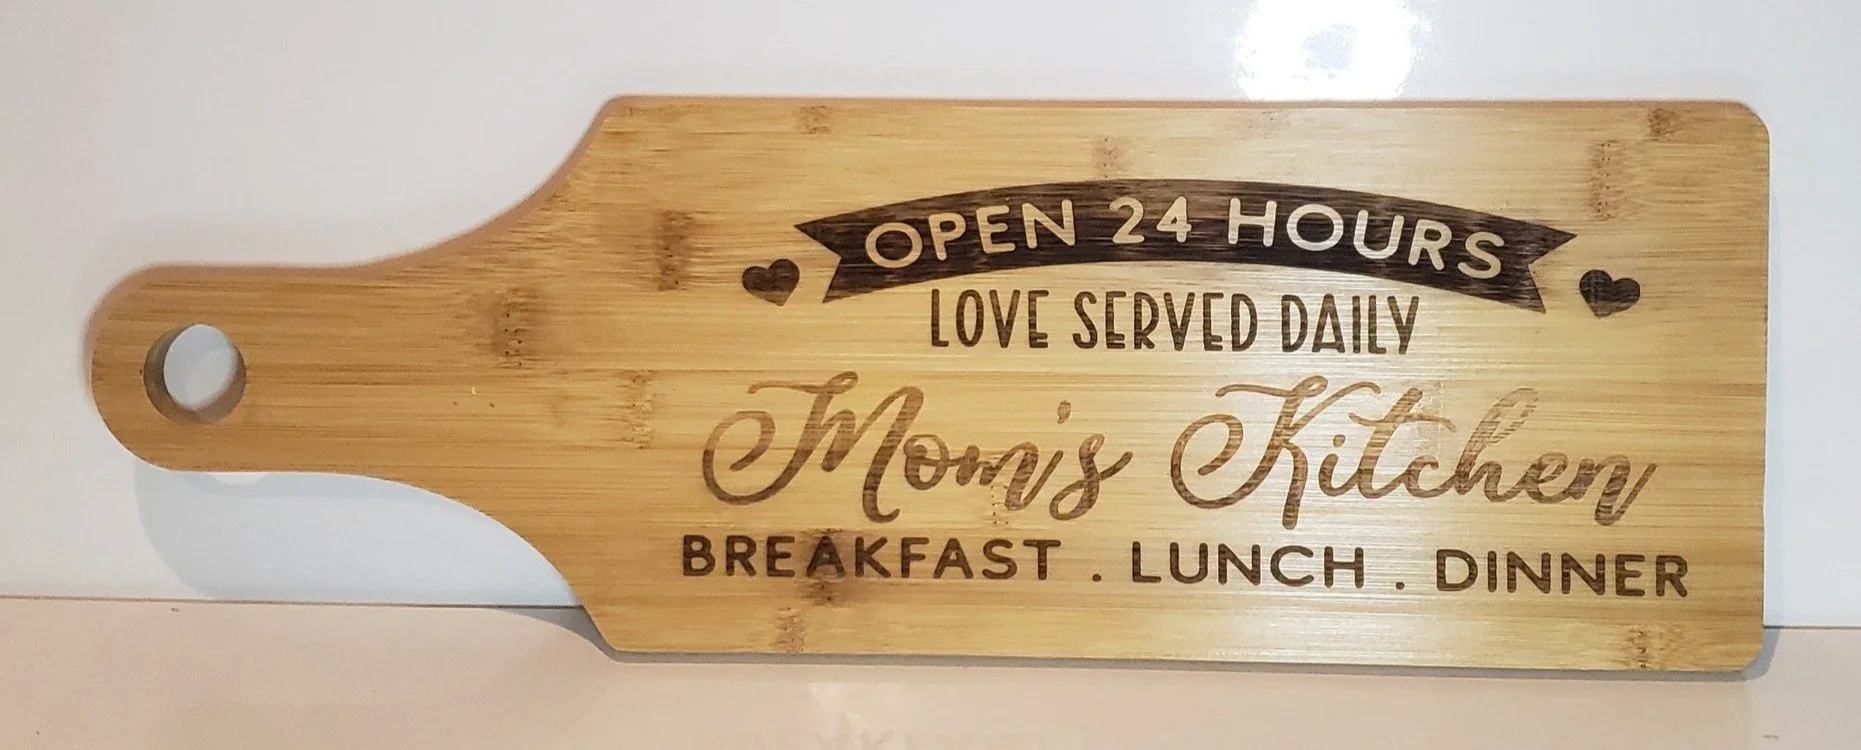 OPEN 24 HOURS
LOVE SERVED DAILY
Mom's Kitchen
BREAKFAST . LUNCH . DINNER